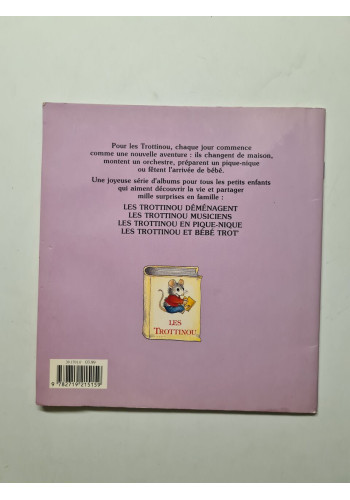 Pour les Trottinou, chaque jour commence
comme une nouvelle aventure : ils changent de maison,
montent un orchestre, préparent un pique-nique
ou fêtent l'arrivée de bébé.
Une joyeuse série d'albums pour tous les petits enfants
qui aiment découvrir la vie et partager
mille surprises en famille :
LES TROTTINOU DÉMÉNAGENT
LES TROTTINOU MUSICIENS
LES TROTTINOU EN PIQUE-NIQUE
LES TROTTINOU ET BÉBÉ TROT'
LES
TROTTINOU
9 782719 215153